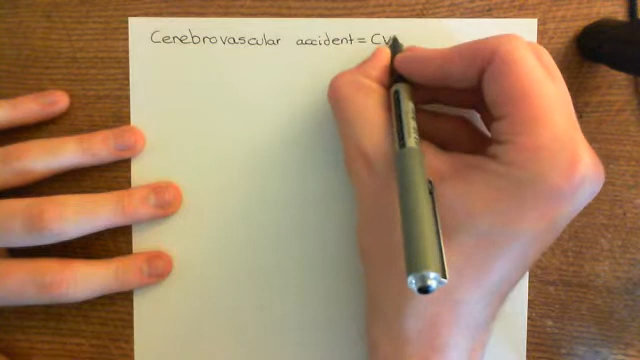 Cerebrovascular accident = CV